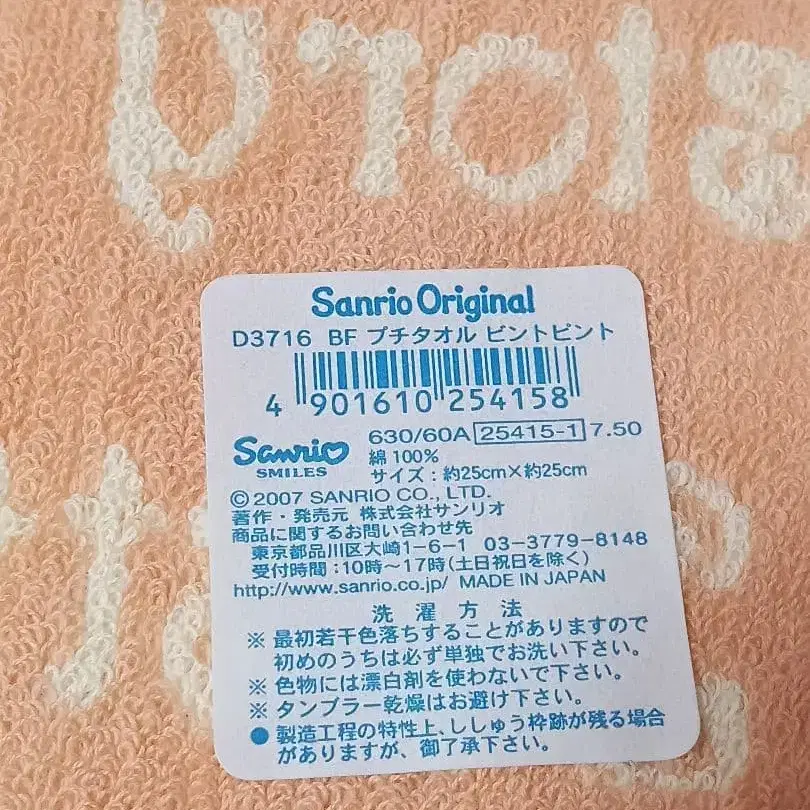 story
Sanrio Original
D3716 BF プチタオル ビントビント
4 901610 254158
Sanrio
SMILES
630/60A 25415-1 7.50
綿 100%
サイズ：約25cm×約25cm
© 2007 SANRIO CO., LTD.
著作・発売元 株式会社サンリオ
商品に関するお問い合わせ先
東京都品川区大崎1-6-1 03-3779-8148
受付時間：10時〜17時(土日祝日を除く)
http://www.sanrio.co.jp/ MADE IN JAPAN
洗濯方法
※ 最初若干色落ちすることがありますので
初めのうちは必ず単独でお洗い下さい。
※ 色物には漂白剤を使わないで下さい。
※ タンブラー乾燥はお避け下さい。
● 製造工程の特性上、ししゅう枠跡が残る場合
がありますが、御了承下さい。